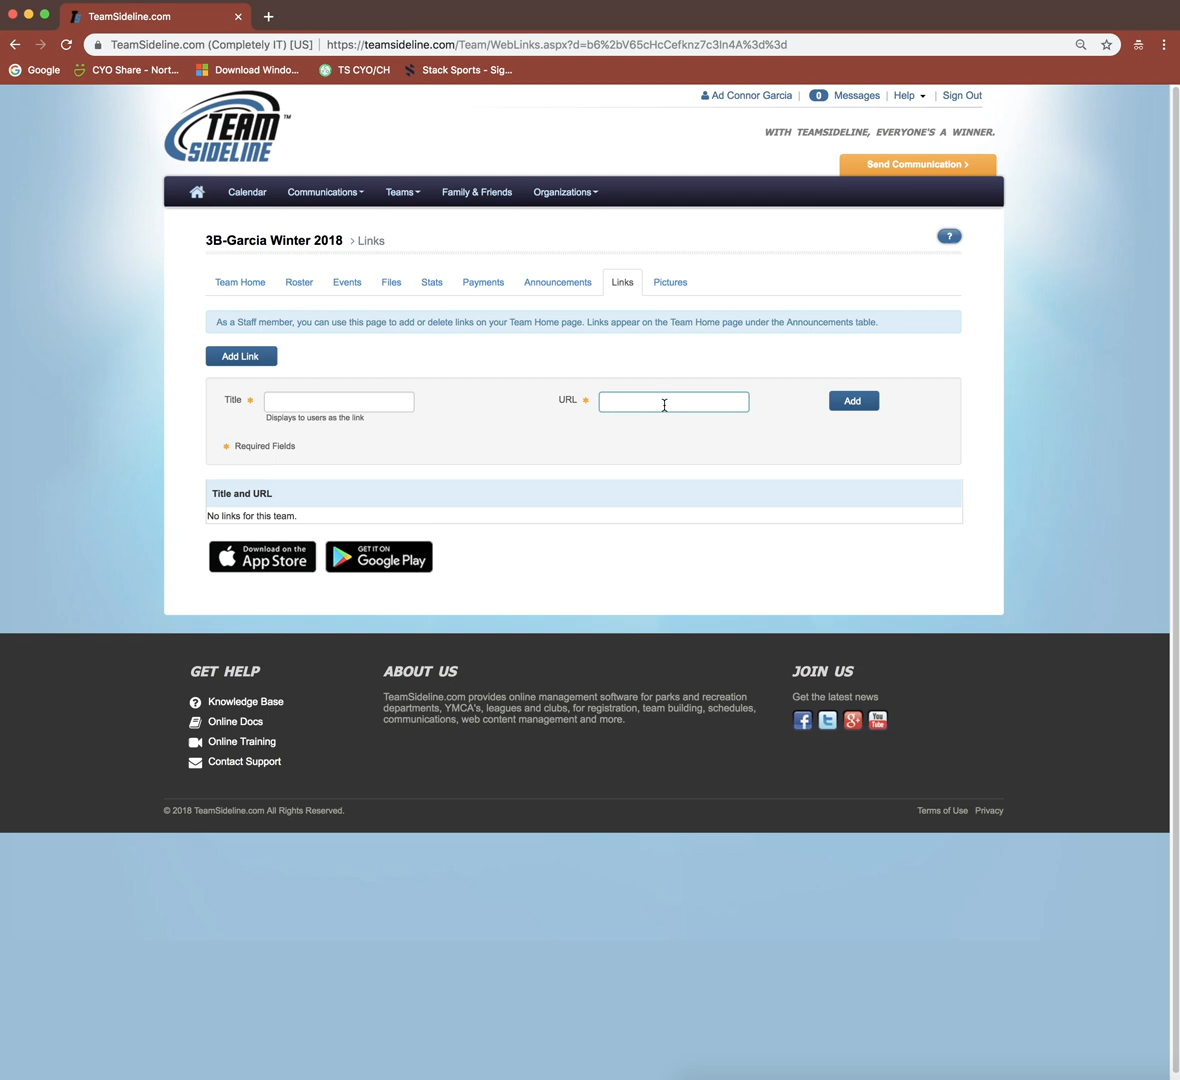 TeamSideline.com
TeamSideline.com (Completely IT) [US] | https://teamsideline.com/Team/WebLinks.aspx?d=b6%2bV65cHcCefknz7c3In4A%3d%3d
Google CYO Share - Nort... Download Windo... TS CYO/CH Stack Sports - Sig...
TEAM SIDELINE ™
Ad Connor Garcia | 0 Messages | Help | Sign Out
WITH TEAMSIDELINE, EVERYONE'S A WINNER.
Send Communication >
Calendar Communications Teams Family & Friends Organizations
3B-Garcia Winter 2018 > Links
?
Team Home Roster Events Files Stats Payments Announcements Links Pictures
As a Staff member, you can use this page to add or delete links on your Team Home page. Links appear on the Team Home page under the Announcements table.
Add Link
Title * URL * Add
Displays to users as the link
* Required Fields
Title and URL
No links for this team.
Download on the App Store
GET IT ON Google Play
GET HELP
Knowledge Base
Online Docs
Online Training
Contact Support
ABOUT US
TeamSideline.com provides online management software for parks and recreation
departments, YMCA's, leagues and clubs, for registration, team building, schedules,
communications, web content management and more.
JOIN US
Get the latest news
You Tube
© 2018 TeamSideline.com All Rights Reserved.
Terms of Use Privacy